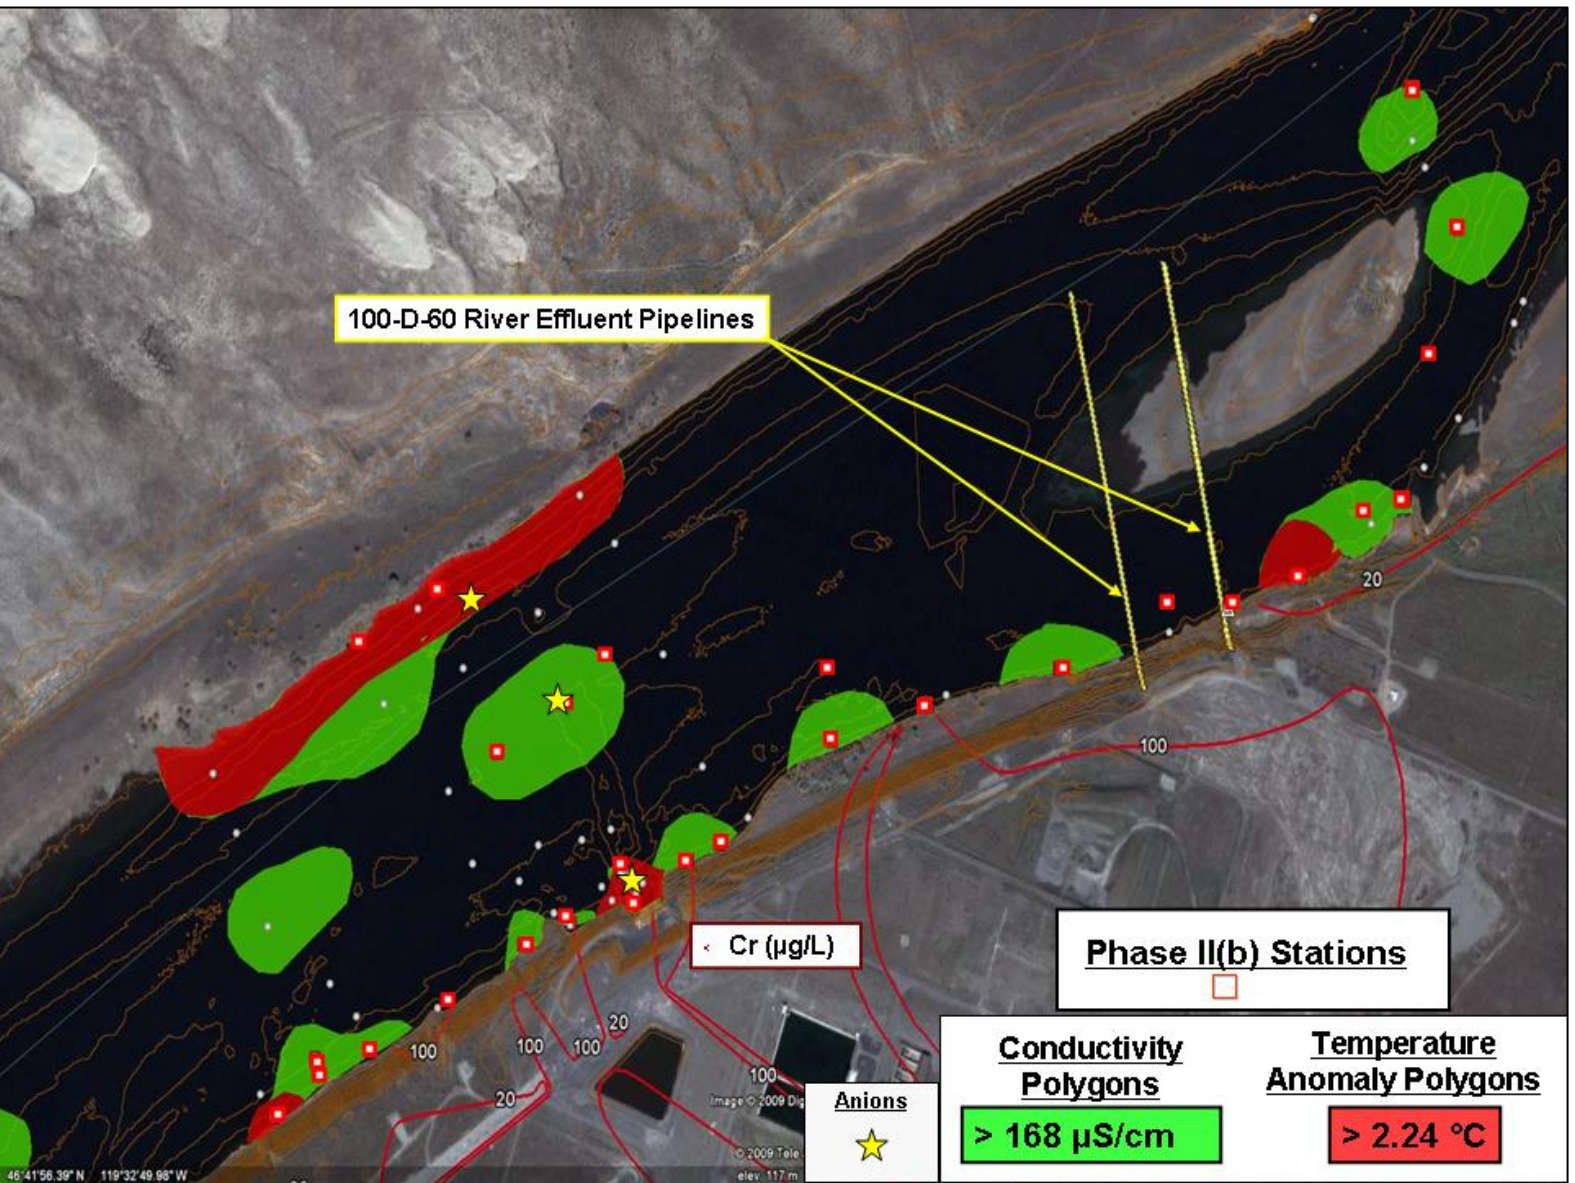 100-D-60 River Effluent Pipelines
20
100
Cr (µg/L)
Phase II(b) Stations
20
100
100
100
100
20
Conductivity
Polygons
> 168 µS/cm
Temperature
Anomaly Polygons
> 2.24 °C
Anions
Image © 2009 Dig
© 2009 Tele
46°41'56.39" N 119°32'49.98" W
elev 117 m